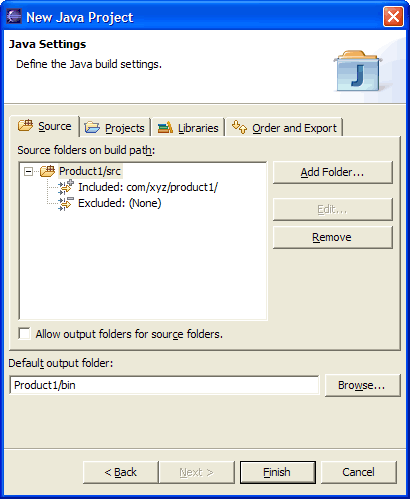 New Java Project
Java Settings
Define the Java build settings.
J
Source Projects Libraries Order and Export
Source folders on build path:
Product1/src
Included: com/xyz/product1/
Excluded: (None)
Add Folder...
Edit...
Remove
Allow output folders for source folders.
Default output folder:
Product1/bin
Browse...
< Back Next > Finish Cancel